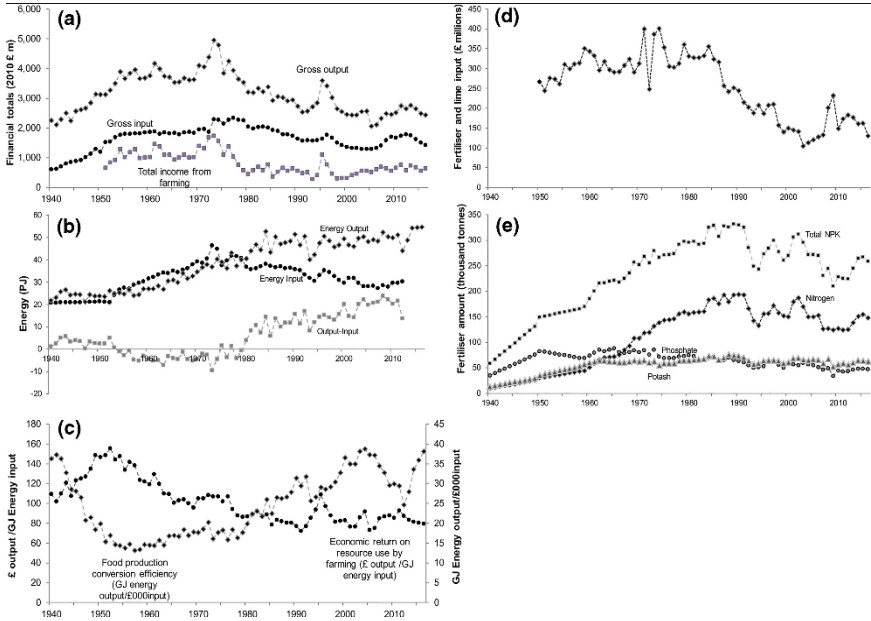 (a)
Financial totals (2010 £ m)
6,000
5,000
4,000
3,000
2,000
1,000
0
Gross output
Gross input
Total income from
farming
1940 1950 1960 1970 1980 1990 2000 2010
(b)
Energy (PJ)
60
50
40
30
20
10
0
-10
-20
Energy Output
Energy Input
Output-Input
1940 1950 1960 1970 1980 1990 2000 2010
(c)
£ output /GJ Energy input
180
160
140
120
100
80
60
40
20
0
Food production
conversion efficiency
(GJ energy
output/£000input)
Economic return on
resource use by
farming (£ output /GJ
energy input)
45
40
35
30
25
20
15
10
5
0
GJ Energy output/£000input
1940 1950 1960 1970 1980 1990 2000 2010
(d)
Fertiliser and lime input (£ millions)
450
400
350
300
250
200
150
100
50
0
1940 1950 1960 1970 1980 1990 2000 2010
(e)
Fertiliser amount (thousand tonnes)
350
300
250
200
150
100
50
0
Total NPK
Nitrogen
Phosphate
Potash
1940 1950 1960 1970 1980 1990 2000 2010